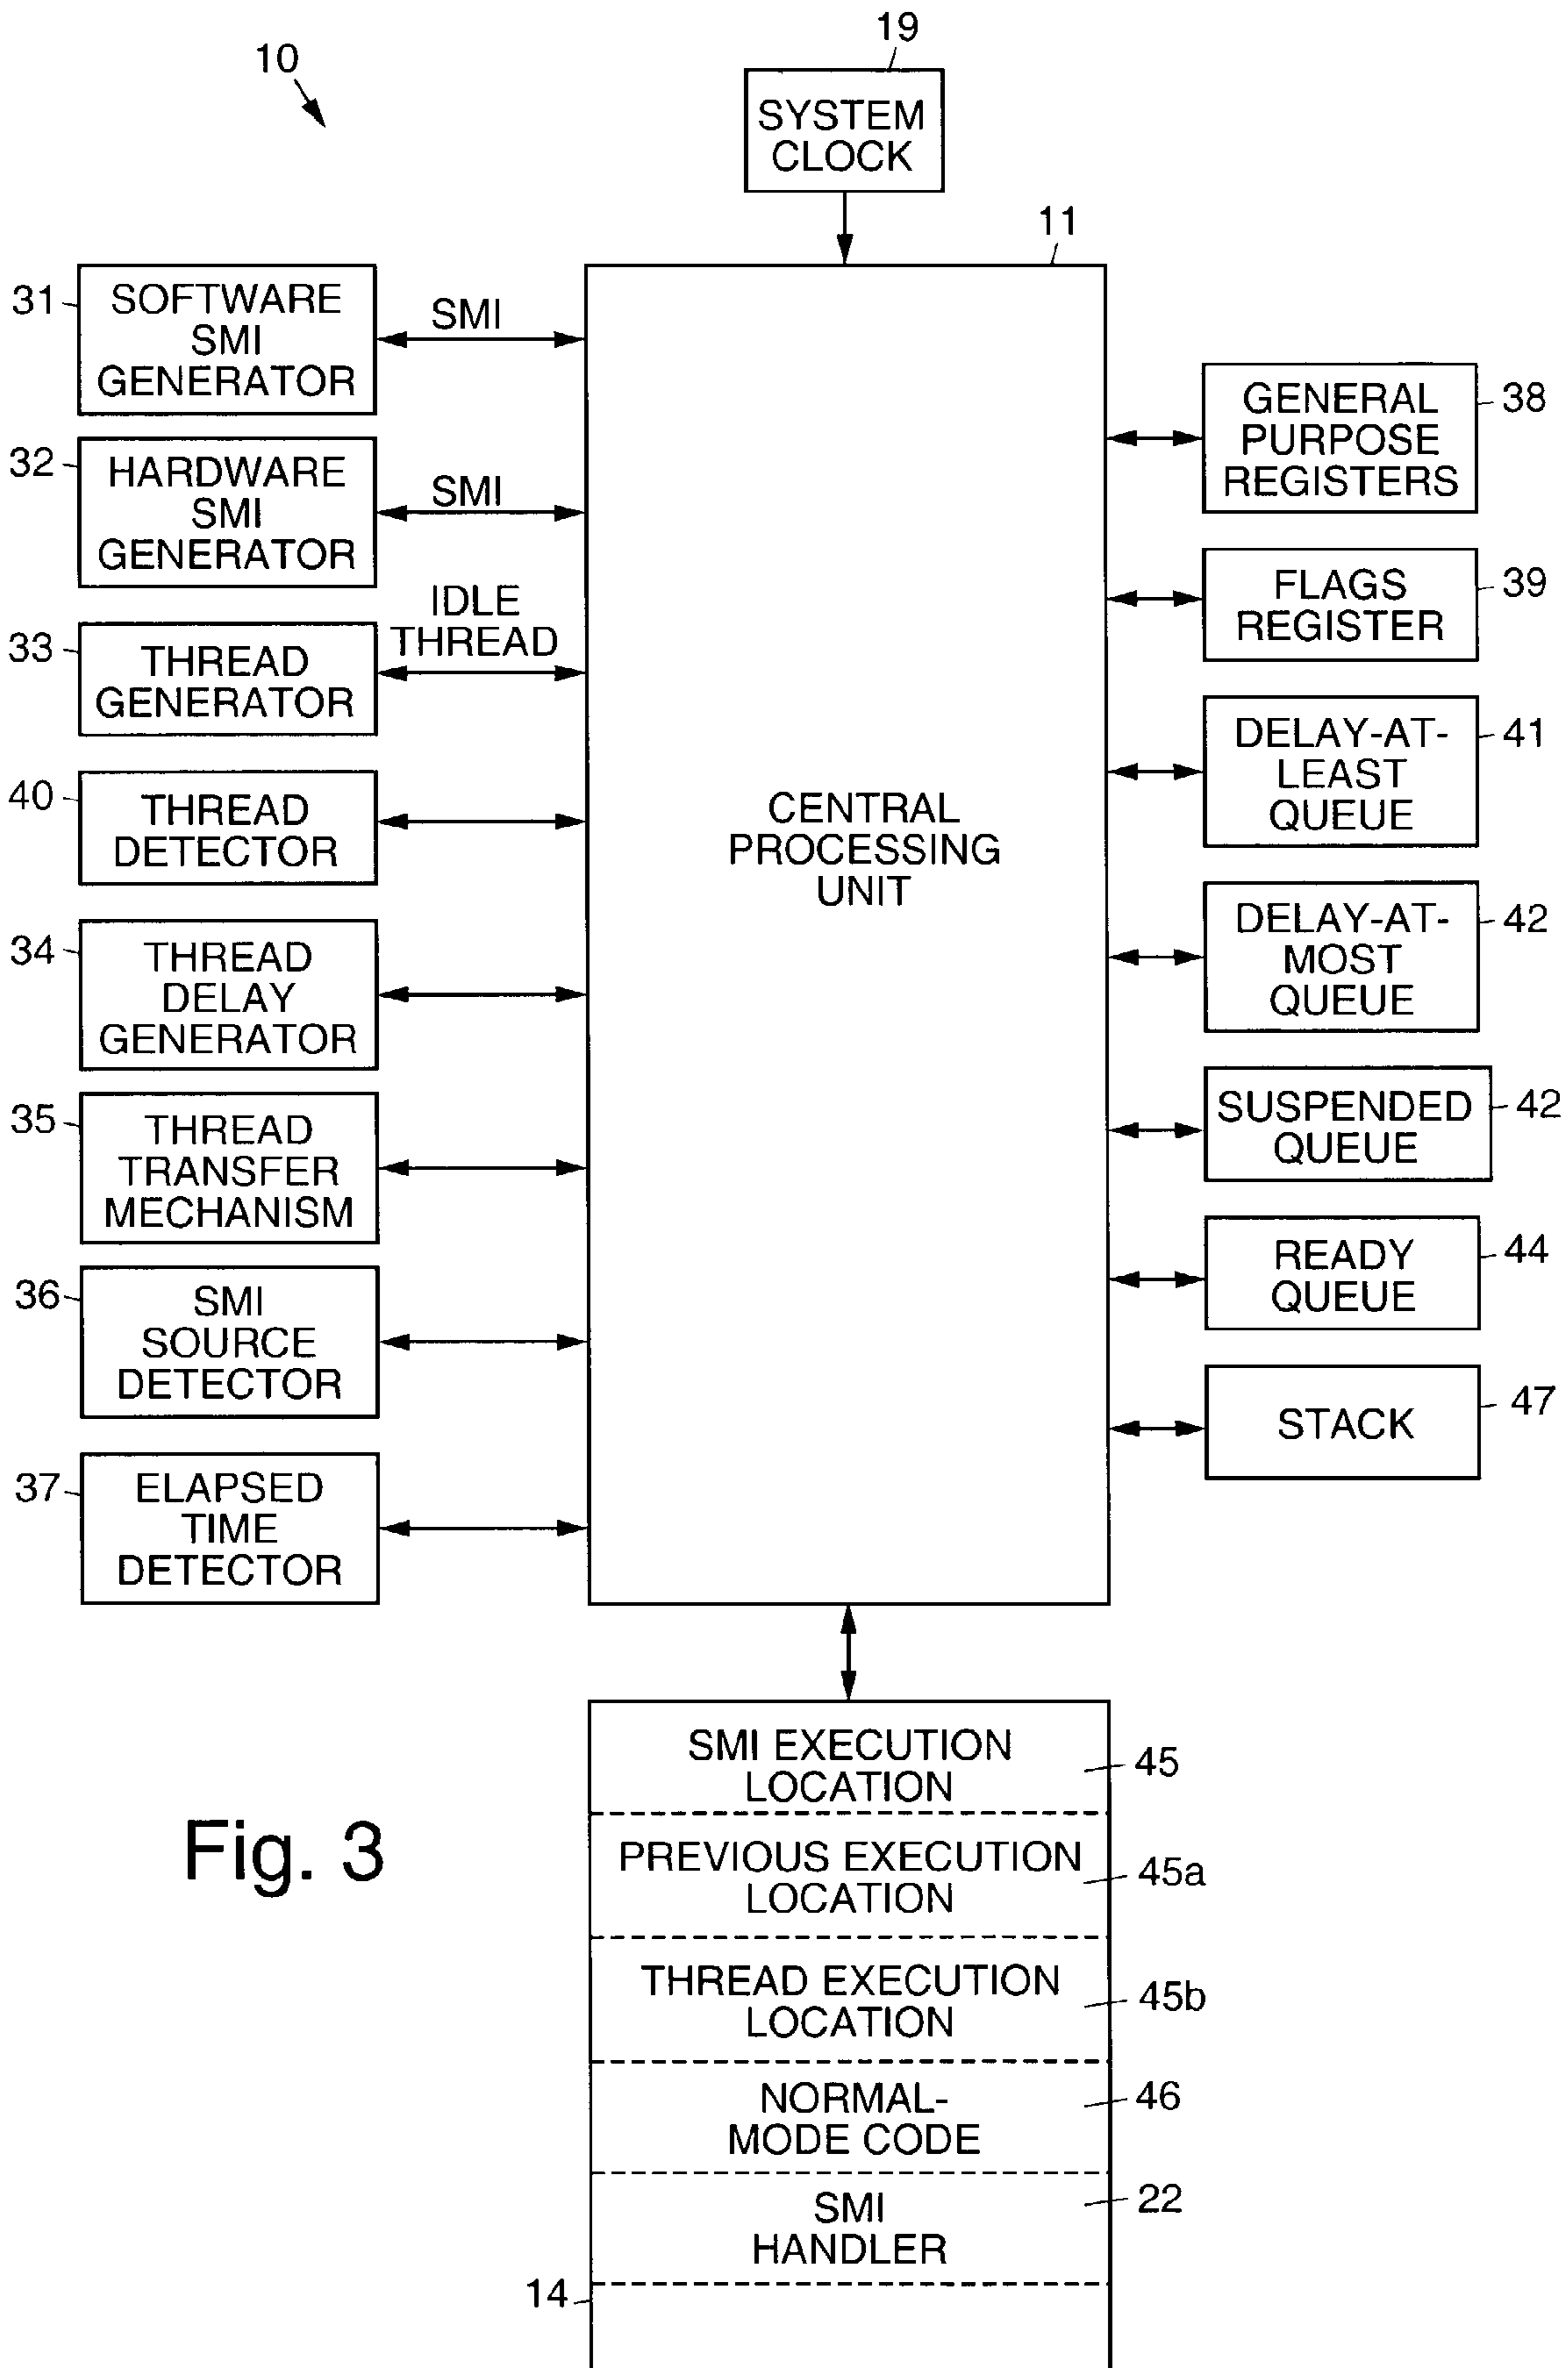 10
19
SYSTEM
CLOCK
11
31
SOFTWARE
SMI
GENERATOR
SMI
32
HARDWARE
SMI
GENERATOR
SMI
33
THREAD
GENERATOR
IDLE
THREAD
40
THREAD
DETECTOR
34
THREAD
DELAY
GENERATOR
35
THREAD
TRANSFER
MECHANISM
36
SMI
SOURCE
DETECTOR
37
ELAPSED
TIME
DETECTOR
CENTRAL
PROCESSING
UNIT
GENERAL
PURPOSE
REGISTERS
38
FLAGS
REGISTER
39
DELAY-AT-
LEAST
QUEUE
41
DELAY-AT-
MOST
QUEUE
42
SUSPENDED
QUEUE
42
READY
QUEUE
44
STACK
47
SMI EXECUTION
LOCATION
45
PREVIOUS EXECUTION
LOCATION
45a
THREAD EXECUTION
LOCATION
45b
NORMAL-
MODE CODE
46
SMI
HANDLER
22
14
Fig. 3